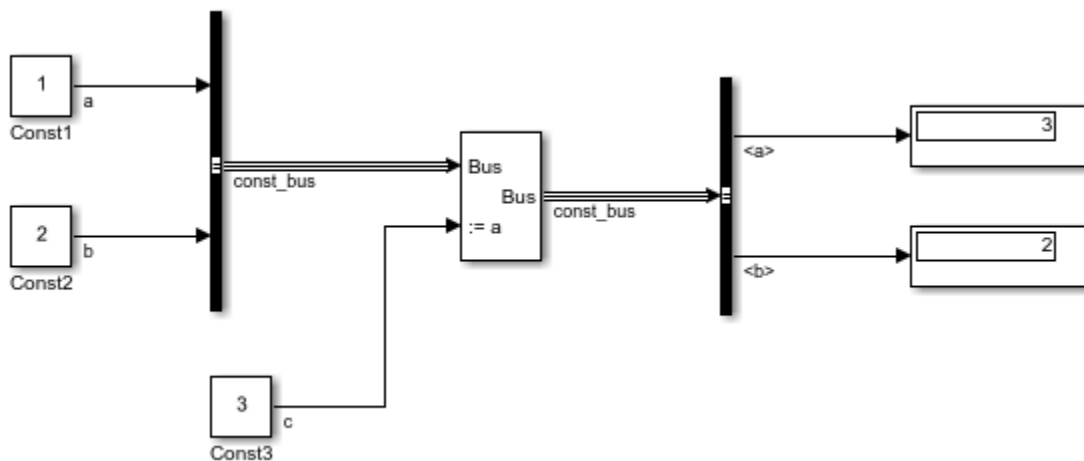 1
a
Const1
2
b
Const2
const_bus
Bus
:= a
Bus
const_bus
3
c
Const3
<a>
3
<b>
2